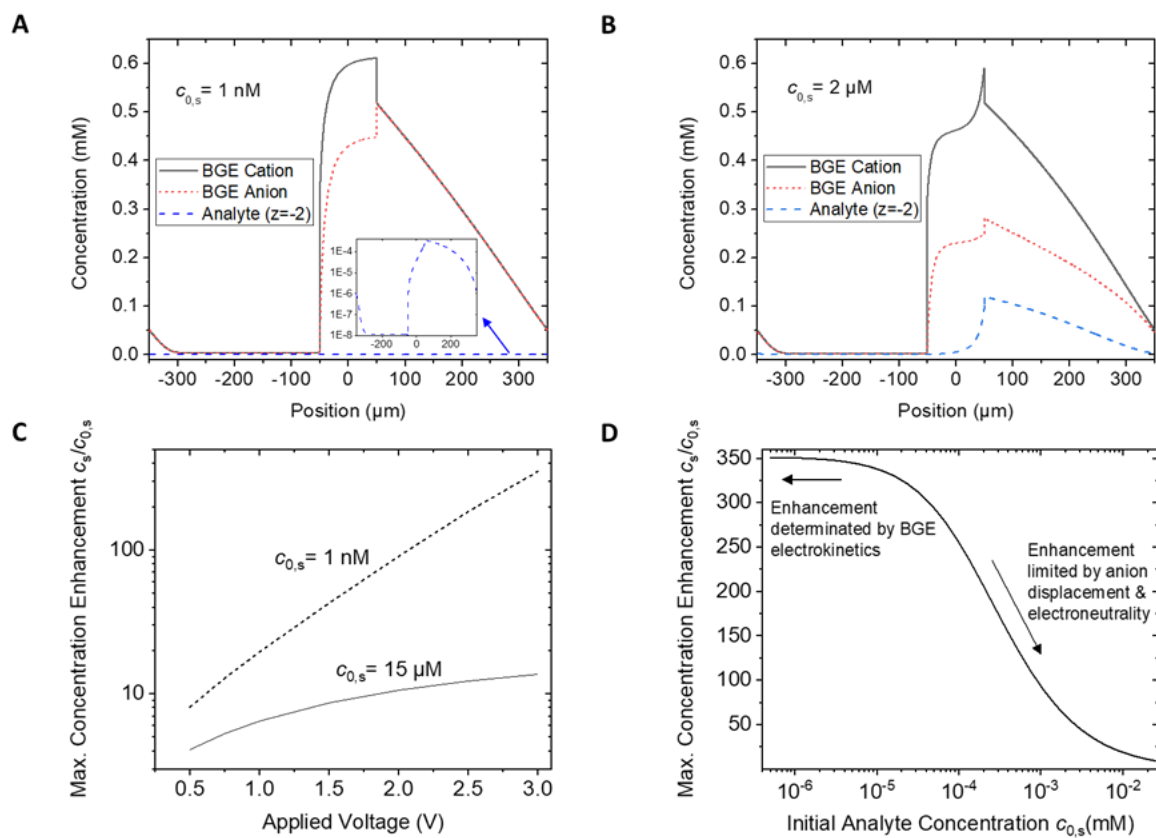 A
0.6
0.5
0.4
0.3
0.2
0.1
0.0
Concentration (mM)
c0,s= 1 nM
BGE Cation
BGE Anion
Analyte (z=-2)
1E-4
1E-5
1E-6
1E-7
1E-8
-200 0 200
-300 -200 -100 0 100 200 300
Position (µm)
B
0.6
0.5
0.4
0.3
0.2
0.1
0.0
Concentration (mM)
c0,s= 2 µM
BGE Cation
BGE Anion
Analyte (z=-2)
-300 -200 -100 0 100 200 300
Position (µm)
C
Max. Concentration Enhancement cs/c0,s
100
10
c0,s= 1 nM
c0,s= 15 µM
0.5 1.0 1.5 2.0 2.5 3.0
Applied Voltage (V)
D
Max. Concentration Enhancement cs/c0,s
350
300
250
200
150
100
50
Enhancement
determinated by BGE
electrokinetics
Enhancement
limited by anion
displacement &
electroneutrality
10⁻⁶ 10⁻⁵ 10⁻⁴ 10⁻³ 10⁻²
Initial Analyte Concentration c0,s(mM)